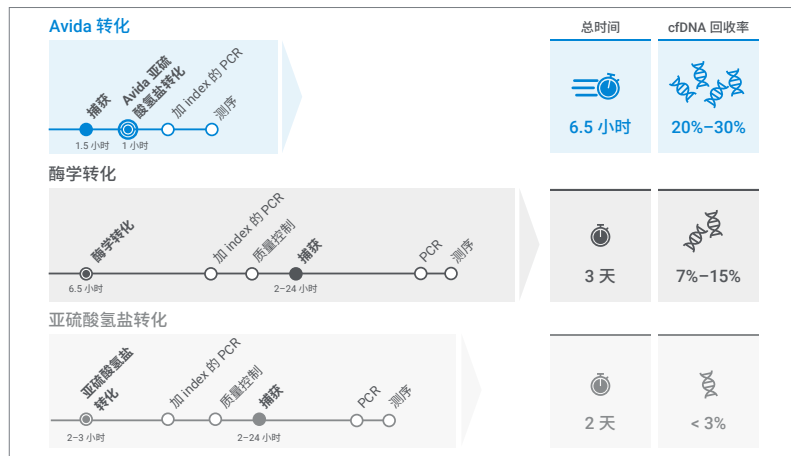 Avida 转化
总时间
cfDNA 回收率
捕获
Avida 亚硫
酸氢盐转化
加 index 的 PCR
测序
1.5 小时
1 小时
6.5 小时
20%–30%
酶学转化
酶学转化
加 index 的 PCR
质量控制
捕获
PCR
测序
6.5 小时
2–24 小时
3 天
7%–15%
亚硫酸氢盐转化
亚硫酸氢盐
转化
加 index 的 PCR
质量控制
捕获
PCR
测序
2–3 小时
2–24 小时
2 天
< 3%